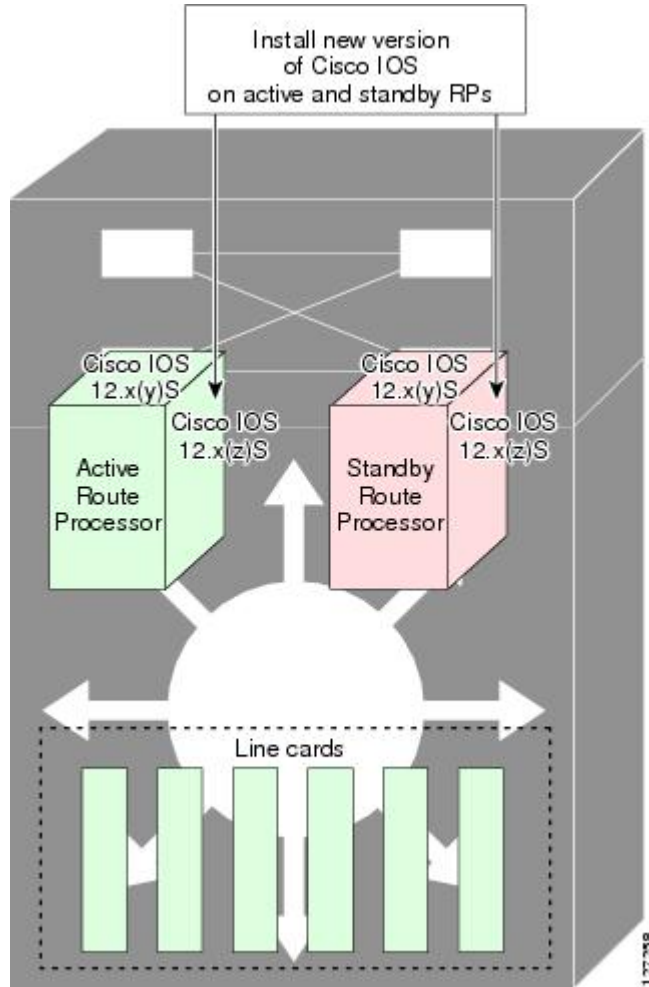 Install new version
of Cisco IOS
on active and standby RPs
Cisco IOS
12.x(y)S
Cisco IOS
12.x(z)S
Active
Route
Processor
Cisco IOS
12.x(y)S
Cisco IOS
12.x(z)S
Standby
Route
Processor
Line cards
127258